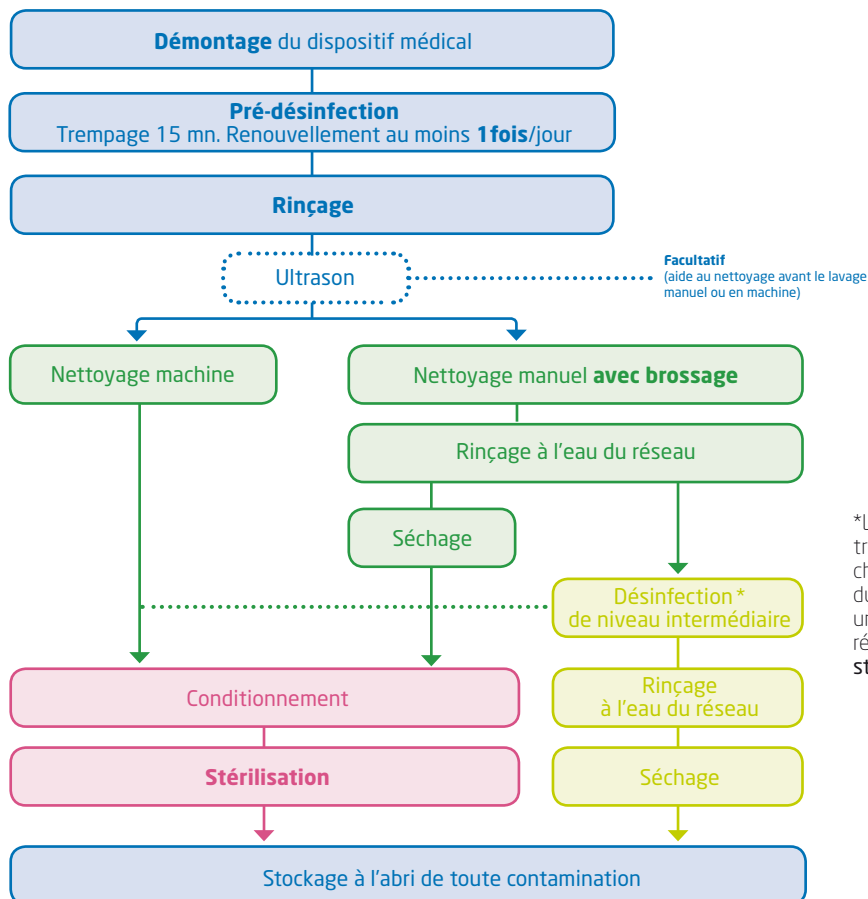 Démontage du dispositif médical
Pré-désinfection
Trempage 15 mn. Renouvellement au moins 1fois/jour
Rinçage
Ultrason
Facultatif
(aide au nettoyage avant le lavage
manuel ou en machine)
Nettoyage machine
Nettoyage manuel avec brossage
Rinçage à l'eau du réseau
Séchage
Désinfection*
de niveau intermédiaire
Conditionnement
Rinçage
à l'eau du réseau
Stérilisation
Séchage
Stockage à l'abri de toute contamination